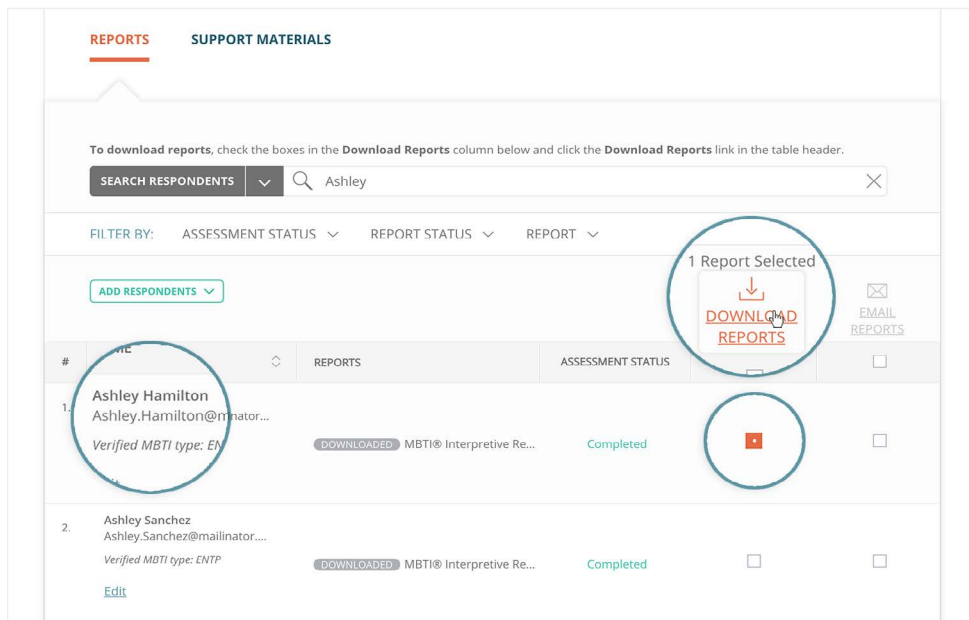 REPORTS SUPPORT MATERIALS
To download reports, check the boxes in the Download Reports column below and click the Download Reports link in the table header.
SEARCH RESPONDENTS Ashley
FILTER BY: ASSESSMENT STATUS REPORT STATUS REPORT
1 Report Selected
ADD RESPONDENTS
DOWNLOAD
REPORTS
EMAIL
REPORTS
# REPORTS ASSESSMENT STATUS
1.
Ashley Hamilton
Ashley.Hamilton@mnator...
Verified MBTI type: EN
DOWNLOADED MBTI® Interpretive Re... Completed
2.
Ashley Sanchez
Ashley.Sanchez@mailinator....
Verified MBTI type: ENTP
DOWNLOADED MBTI® Interpretive Re... Completed
Edit